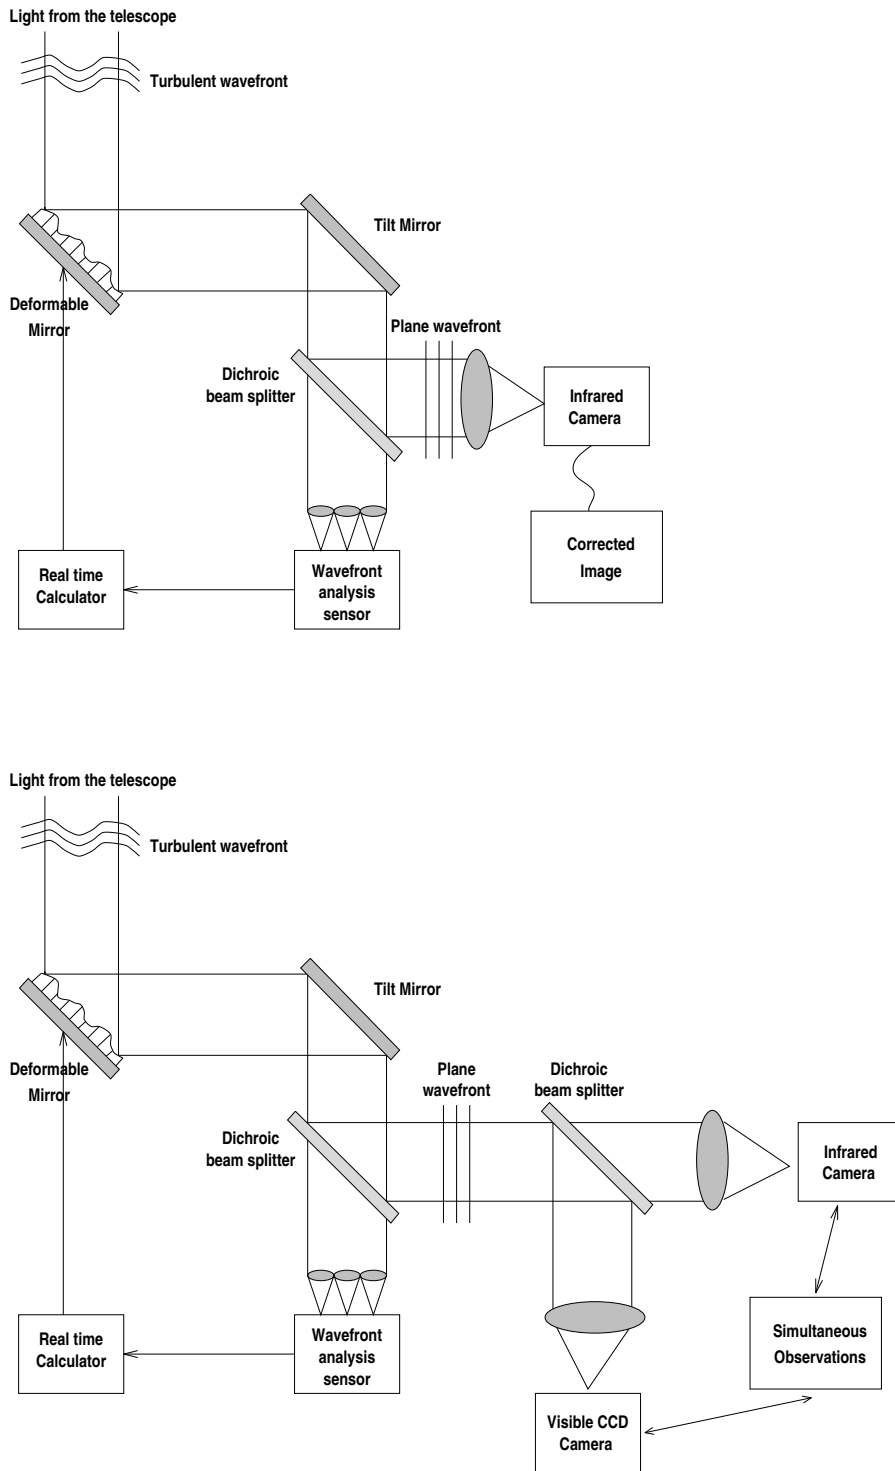 Light from the telescope
Turbulent wavefront
Tilt Mirror
Deformable
Mirror
Plane wavefront
Dichroic
beam splitter
Infrared
Camera
Corrected
Image
Real time
Calculator
Wavefront
analysis
sensor
Light from the telescope
Turbulent wavefront
Tilt Mirror
Deformable
Mirror
Plane
wavefront
Dichroic
beam splitter
Dichroic
beam splitter
Infrared
Camera
Real time
Calculator
Wavefront
analysis
sensor
Simultaneous
Observations
Visible CCD
Camera